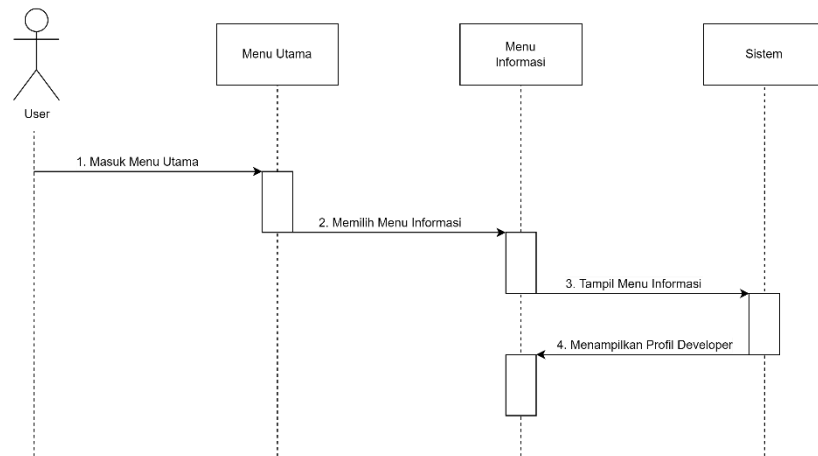 Menu Utama
Menu
Informasi
Sistem
User
1. Masuk Menu Utama
2. Memilih Menu Informasi
3. Tampil Menu Informasi
4. Menampilkan Profil Developer